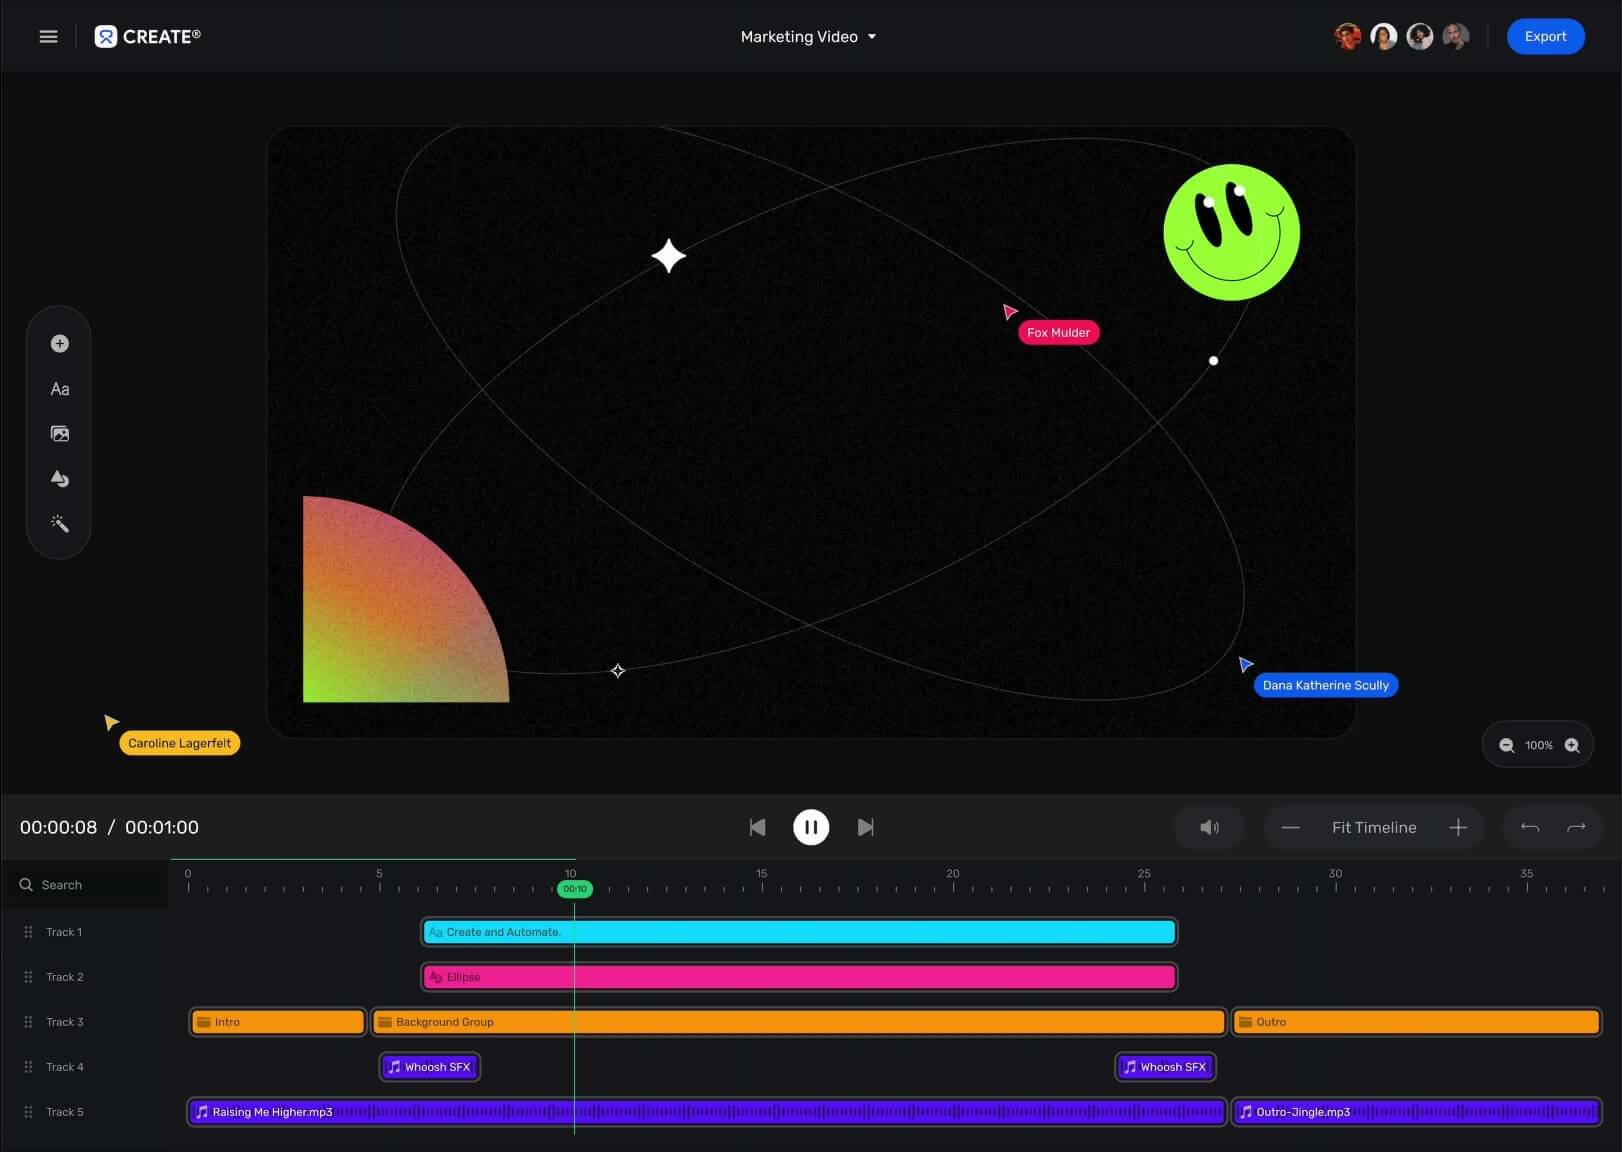 CREATE®
Marketing Video
Export
Aa
Fox Mulder
Dana Katherine Scully
Caroline Lagerfelt
100%
00:00:08 / 00:01:00
Fit Timeline
Search
0 5 10 15 20 25 30 35
00:10
Track 1
Aa Create and Automate.
Track 2
Ellipse
Track 3
Intro
Background Group
Outro
Track 4
Whoosh SFX
Whoosh SFX
Track 5
Raising Me Higher.mp3
Outro-Jingle.mp3